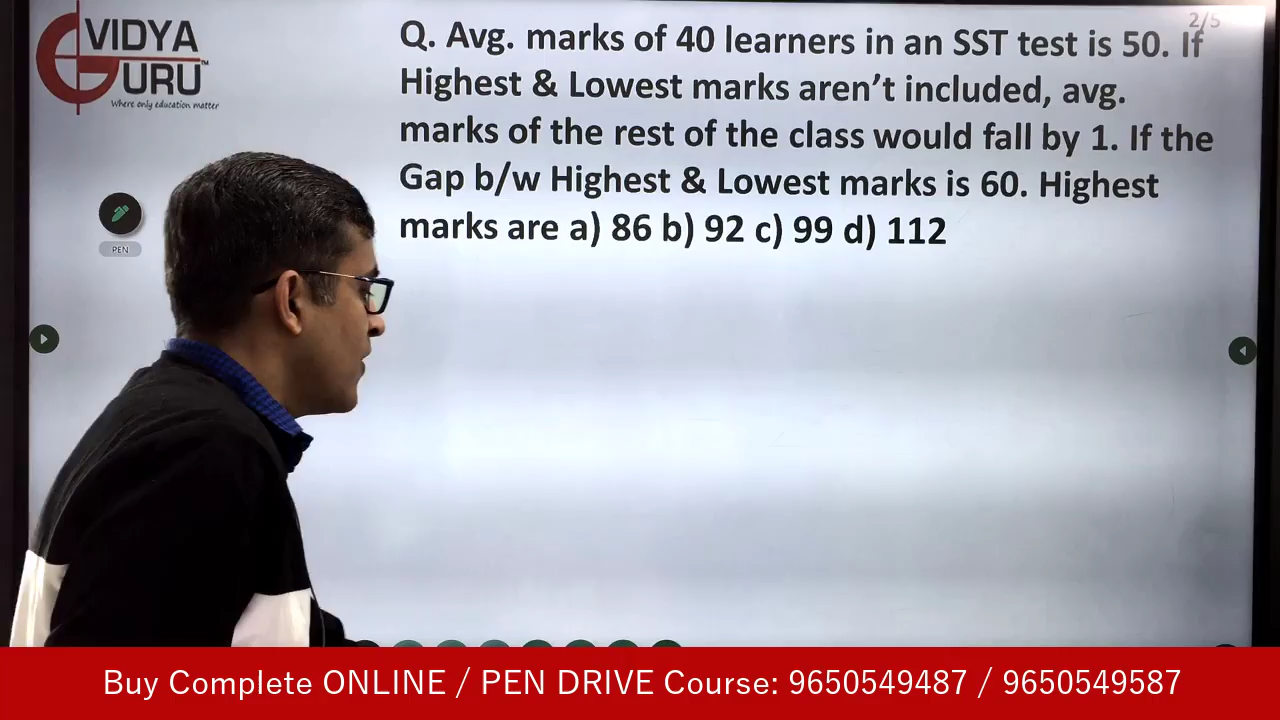 VIDYA
GURU™
Where only education matter
2/5
Q. Avg. marks of 40 learners in an SST test is 50. If
Highest & Lowest marks aren’t included, avg.
marks of the rest of the class would fall by 1. If the
Gap b/w Highest & Lowest marks is 60. Highest
marks are a) 86 b) 92 c) 99 d) 112
PEN
Buy Complete ONLINE / PEN DRIVE Course: 9650549487 / 9650549587